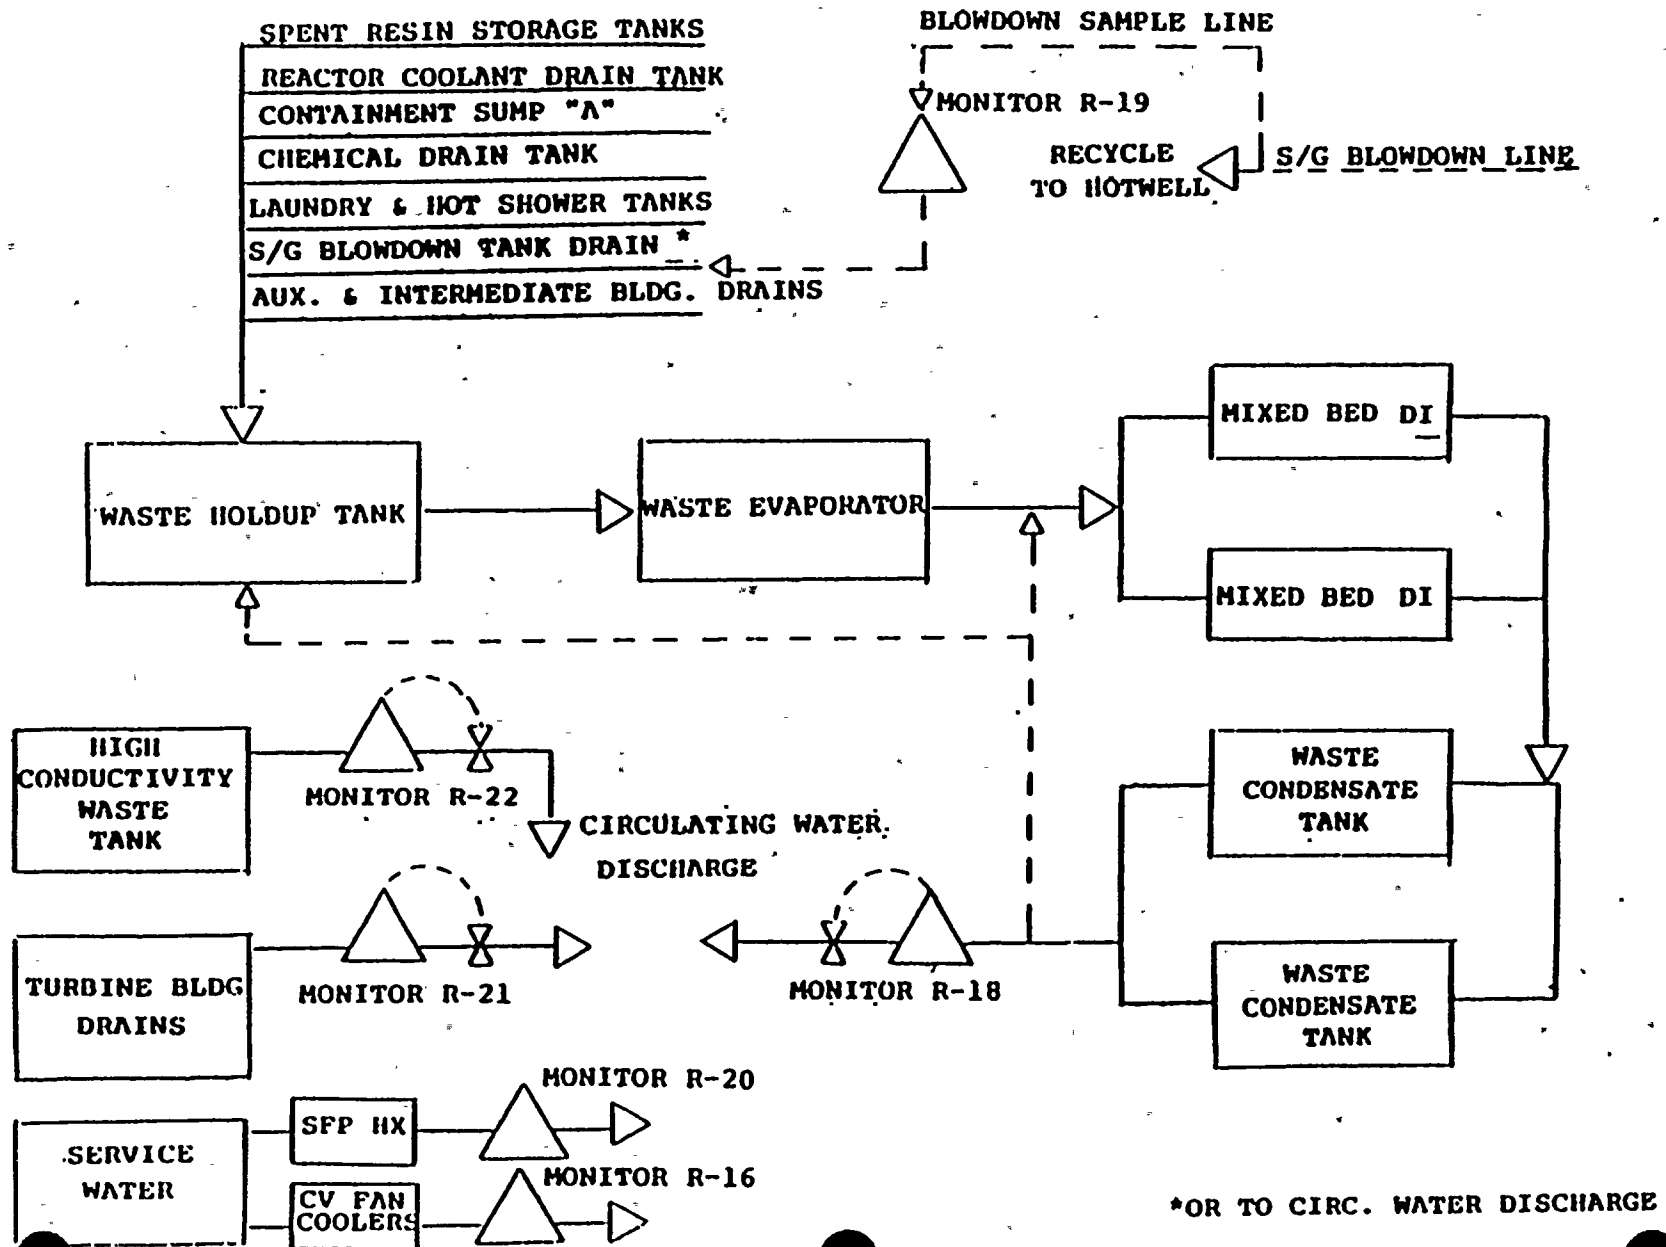 SPENT RESIN STORAGE TANKS
REACTOR COOLANT DRAIN TANK
CONTAINMENT SUMP "A"
CHEMICAL DRAIN TANK
LAUNDRY & HOT SHOWER TANKS
S/G BLOWDOWN TANK DRAIN *
AUX. & INTERMEDIATE BLDG. DRAINS
BLOWDOWN SAMPLE LINE
MONITOR R-19
RECYCLE
TO HOTWELL
S/G BLOWDOWN LINE
WASTE HOLDUP TANK
WASTE EVAPORATOR
MIXED BED DI
MIXED BED DI
HIGH
CONDUCTIVITY
WASTE
TANK
MONITOR R-22
CIRCULATING WATER
DISCHARGE
WASTE
CONDENSATE
TANK
TURBINE BLDG
DRAINS
MONITOR R-21
MONITOR R-18
WASTE
CONDENSATE
TANK
SERVICE
WATER
SFP HX
MONITOR R-20
CV FAN
COOLERS
MONITOR R-16
*OR TO CIRC. WATER DISCHARGE